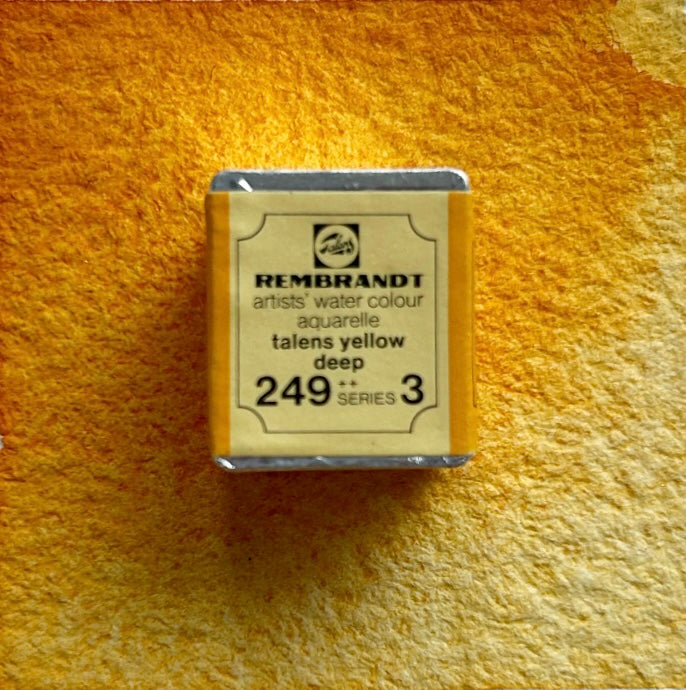 Talens
REMBRANDT
artists' water colour
aquarelle
talens yellow
deep
249 ++ SERIES 3